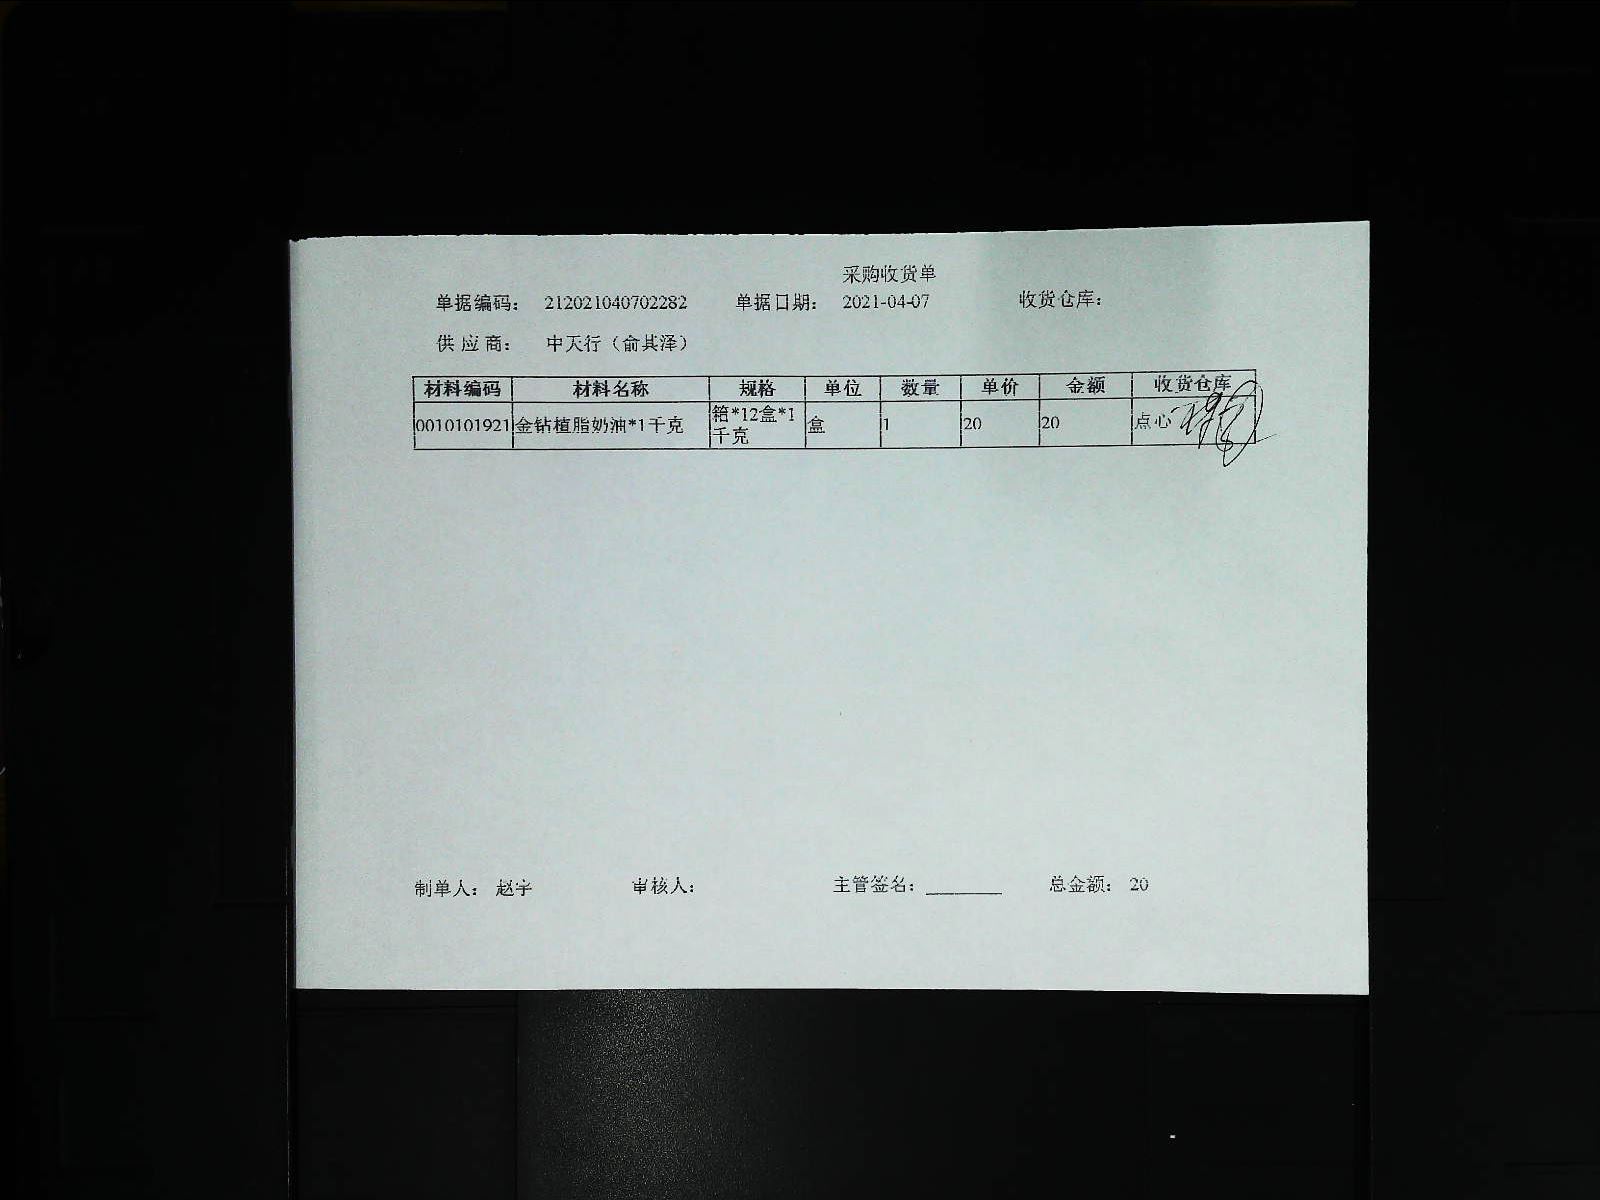 采购收货单
单据编码： 212021040702282 单据日期： 2021-04-07 收货仓库：
供 应 商： 中天行（俞其泽）
材料编码 材料名称 规格 单位 数量 单价 金额 收货仓库
0010101921 金钻植脂奶油*1千克 箱*12盒*1千克 盒 1 20 20 点心
制单人： 赵宇 审核人： 主管签名：________ 总金额： 20